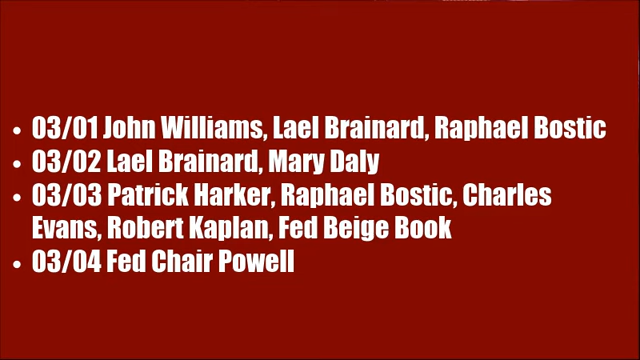 • 03/01 John Williams, Lael Brainard, Raphael Bostic
• 03/02 Lael Brainard, Mary Daly
• 03/03 Patrick Harker, Raphael Bostic, Charles
Evans, Robert Kaplan, Fed Beige Book
• 03/04 Fed Chair Powell